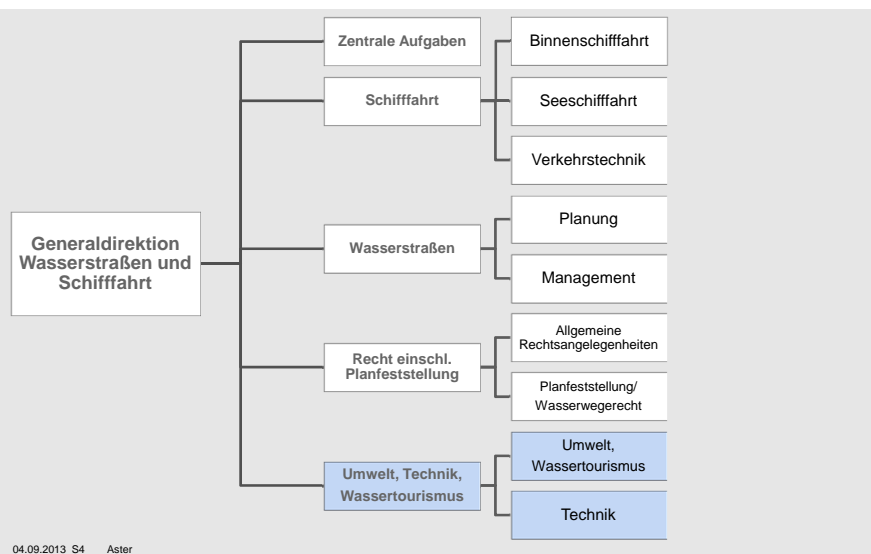 Generaldirektion
Wasserstraßen und
Schifffahrt
Zentrale Aufgaben
Schifffahrt
Binnenschifffahrt
Seeschifffahrt
Verkehrstechnik
Wasserstraßen
Planung
Management
Recht einschl.
Planfeststellung
Allgemeine
Rechtsangelegenheiten
Planfeststellung/
Wasserwegerecht
Umwelt, Technik,
Wassertourismus
Umwelt,
Wassertourismus
Technik
04.09.2013 S4 Aster